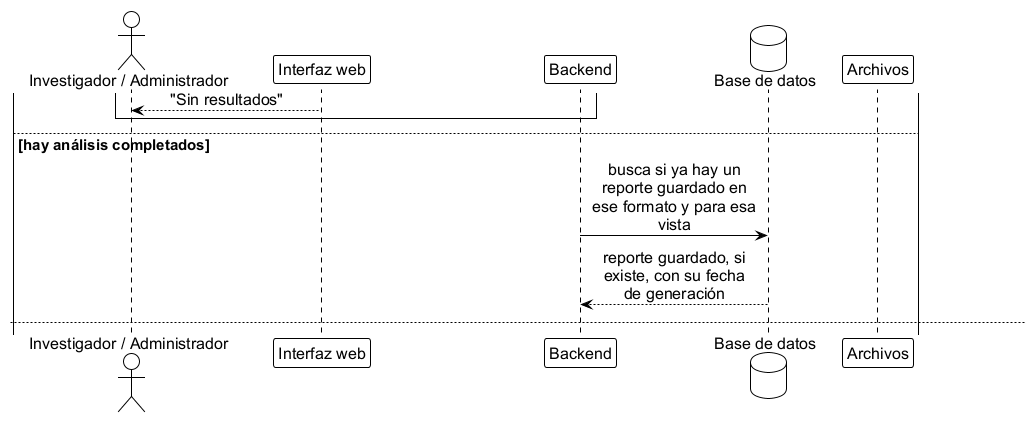 Investigador / Administrador
Interfaz web
Backend
Base de datos
Archivos
"Sin resultados"
[hay análisis completados]
busca si ya hay un
reporte guardado en
ese formato y para esa
vista
reporte guardado, si
existe, con su fecha
de generación
Investigador / Administrador
Interfaz web
Backend
Base de datos
Archivos